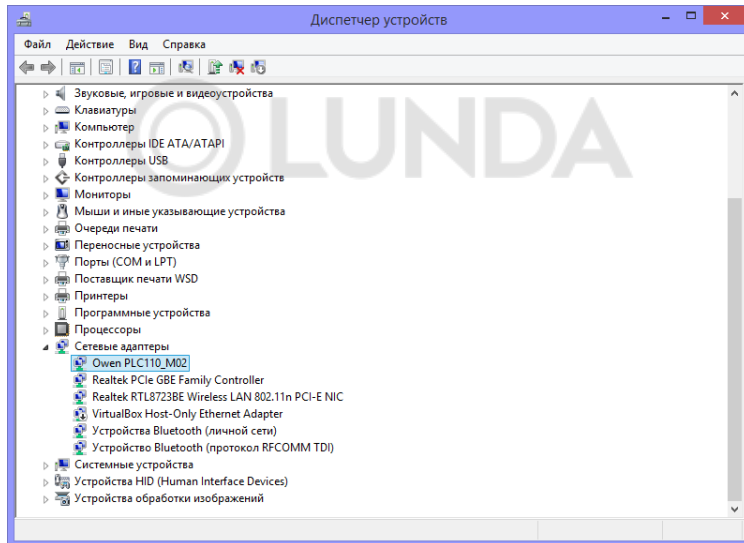 Диспетчер устройств
Файл Действие Вид Справка
Звуковые, игровые и видеоустройства
Клавиатуры
Компьютер
Контроллеры IDE ATA/ATAPI
Контроллеры USB
Контроллеры запоминающих устройств
Мониторы
Мыши и иные указывающие устройства
Очереди печати
Переносные устройства
Порты (COM и LPT)
Поставщик печати WSD
Принтеры
Программные устройства
Процессоры
Сетевые адаптеры
Owen PLC110_M02
Realtek PCIe GBE Family Controller
Realtek RTL8723BE Wireless LAN 802.11n PCI-E NIC
VirtualBox Host-Only Ethernet Adapter
Устройства Bluetooth (личной сети)
Устройство Bluetooth (протокол RFCOMM TDI)
Системные устройства
Устройства HID (Human Interface Devices)
Устройства обработки изображений
LUNDA